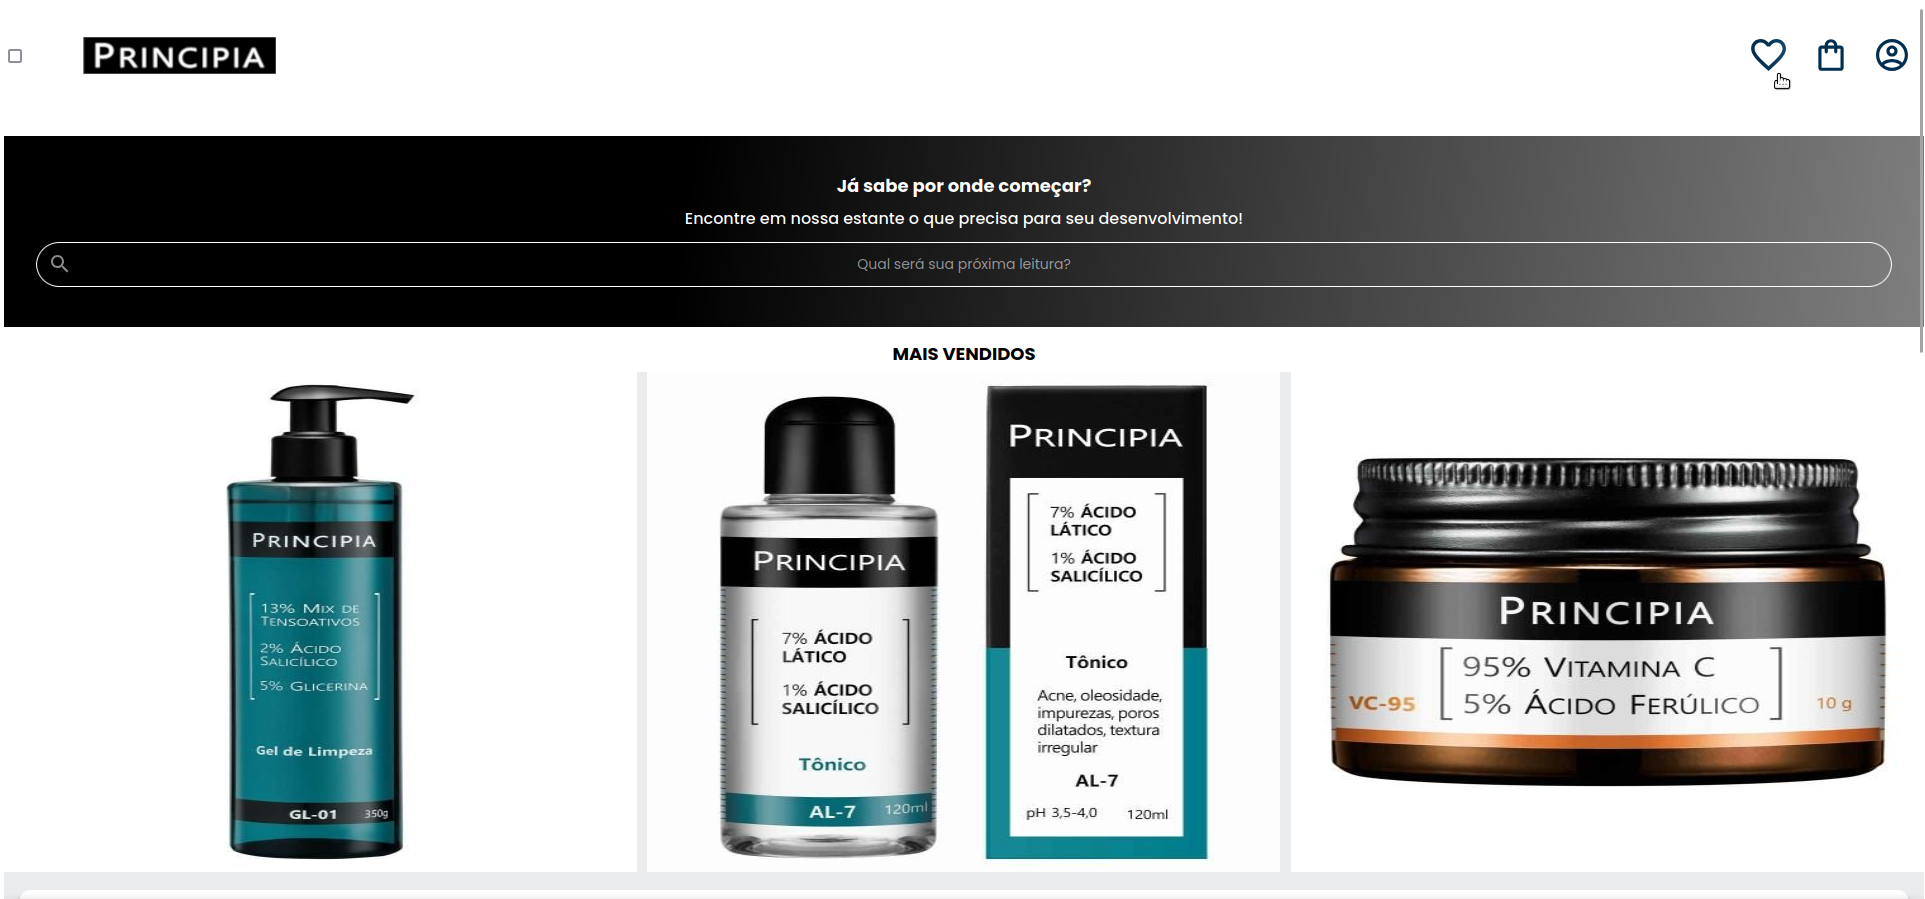 PRINCIPIA
Já sabe por onde começar?
Encontre em nossa estante o que precisa para seu desenvolvimento!
Qual será sua próxima leitura?
MAIS VENDIDOS
PRINCIPIA
13% MIX DE
TENSOATIVOS
2% ÁCIDO
SALICÍLICO
5% GLICERINA
Gel de Limpeza
GL-01 350g
PRINCIPIA
7% ÁCIDO
LÁTICO
1% ÁCIDO
SALICÍLICO
Tônico
AL-7 120ml
PRINCIPIA
7% ÁCIDO
LÁTICO
1% ÁCIDO
SALICÍLICO
Tônico
Acne, oleosidade,
impurezas, poros
dilatados, textura
irregular
AL-7
pH 3,5-4,0 120ml
PRINCIPIA
95% VITAMINA C
VC-95 5% ÁCIDO FERÚLICO 10 g